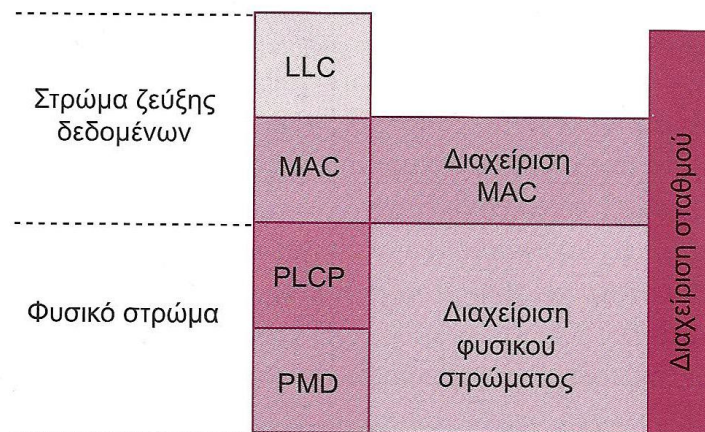 LLC
Στρώμα ζεύξης
δεδομένων
MAC
Διαχείριση
MAC
PLCP
Φυσικό στρώμα
Διαχείριση
φυσικού
στρώματος
PMD
Διαχείριση σταθμού